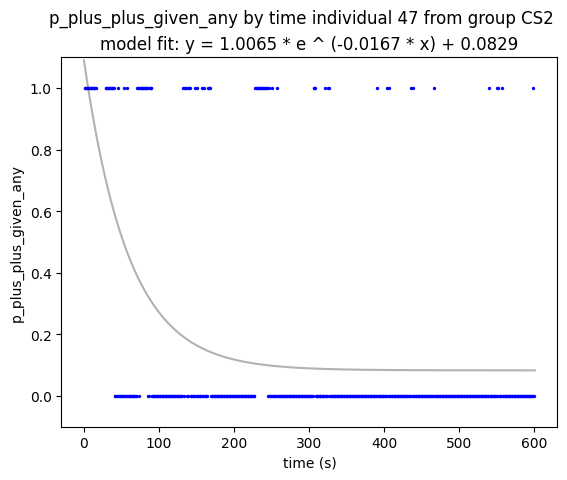 p_plus_plus_given_any by time individual 47 from group CS2
model fit: y = 1.0065 * e ^ (-0.0167 * x) + 0.0829
1.0
0.8
0.6
0.4
0.2
0.0
p_plus_plus_given_any
0 100 200 300 400 500 600
time (s)